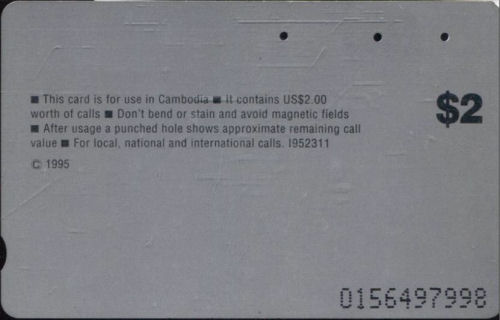 ■ This card is for use in Cambodia ■ It contains US$2.00
worth of calls ■ Don't bend or stain and avoid magnetic fields
■ After usage a punched hole shows approximate remaining call
value ■ For local, national and international calls. I952311
$2
© 1995
0156497998